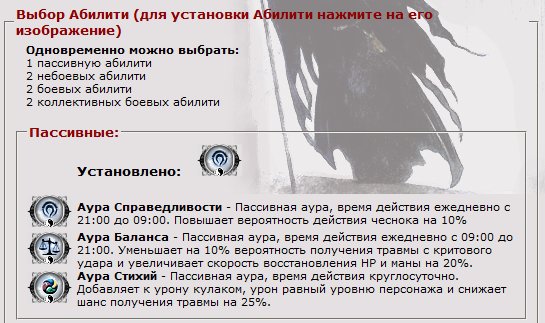 Выбор Абилити (для установки Абилити нажмите на его
изображение)
Одновременно можно выбрать:
1 пассивную абилити
2 небоевых абилити
2 боевых абилити
2 коллективных боевых абилити
Пассивные:
Установлено:
Аура Справедливости - Пассивная аура, время действия ежедневно с
21:00 до 09:00. Повышает вероятность действия чеснока на 10%
Аура Баланса - Пассивная аура, время действия ежедневно с 09:00 до
21:00. Уменьшает на 10% вероятность получения травмы с критового
удара и увеличивает скорость восстановления HP и маны на 20%.
Аура Стихий - Пассивная аура, время действия круглосуточно.
Добавляет к урону кулаком, урон равный уровню персонажа и снижает
шанс получения травмы на 25%.